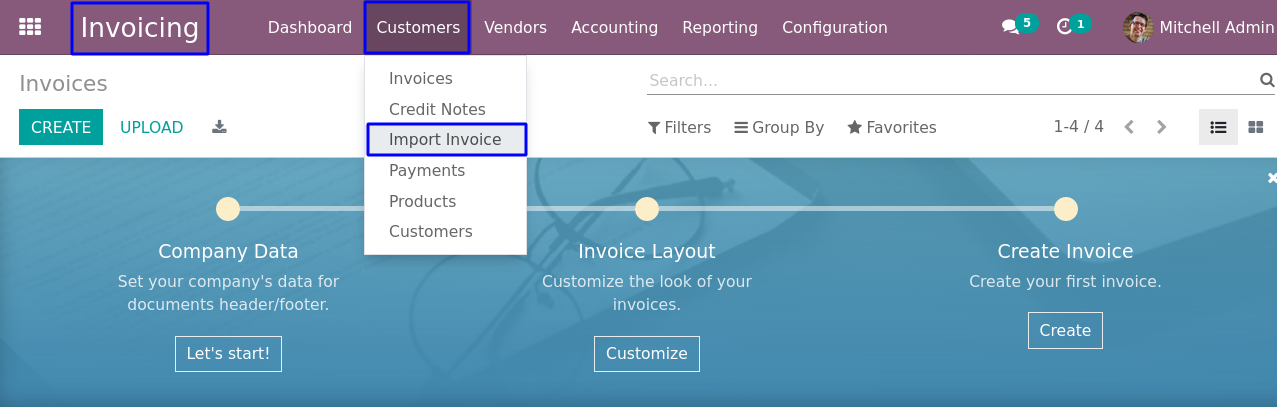 Invoicing
Dashboard
Customers
Vendors
Accounting
Reporting
Configuration
5
1
Mitchell Admin
Invoices
Search...
CREATE
UPLOAD
Filters
Group By
Favorites
1-4 / 4
Invoices
Credit Notes
Import Invoice
Payments
Products
Customers
Company Data
Set your company's data for
documents header/footer.
Let's start!
Invoice Layout
Customize the look of your
invoices.
Customize
Create Invoice
Create your first invoice.
Create